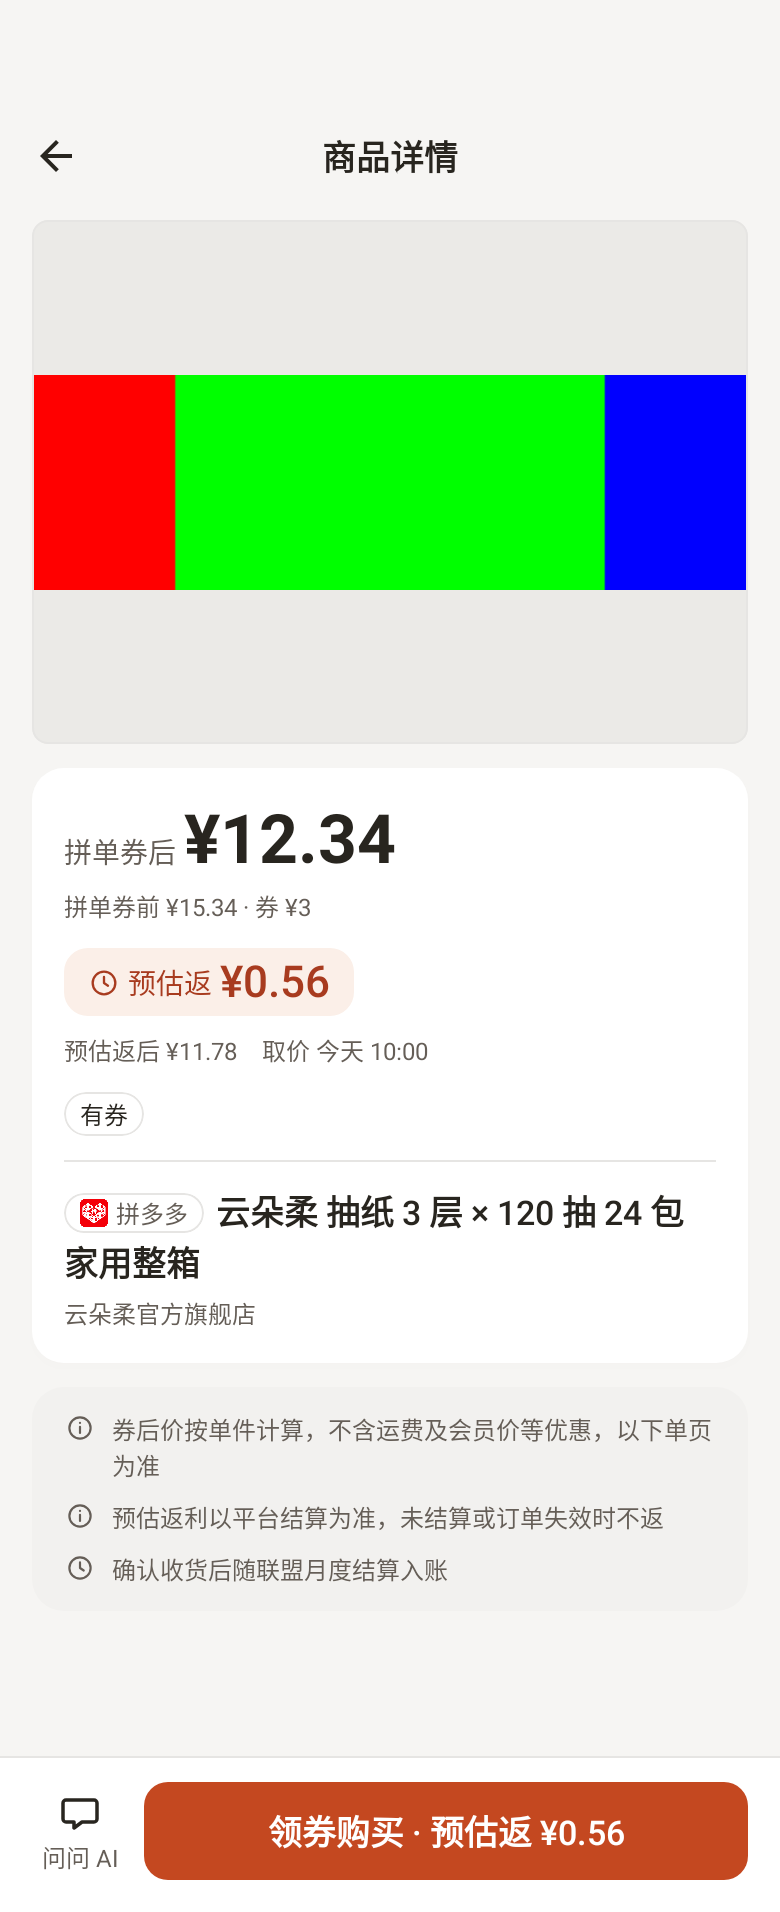 商品详情
拼单券后 ¥12.34
拼单券前 ¥15.34 · 券 ¥3
预估返 ¥0.56
预估返后 ¥11.78 取价 今天 10:00
有券
拼多多 云朵柔 抽纸 3 层 × 120 抽 24 包
家用整箱
云朵柔官方旗舰店
券后价按单件计算，不含运费及会员价等优惠，以下单页
为准
预估返利以平台结算为准，未结算或订单失效时不返
确认收货后随联盟月度结算入账
问问 AI
领券购买 · 预估返 ¥0.56